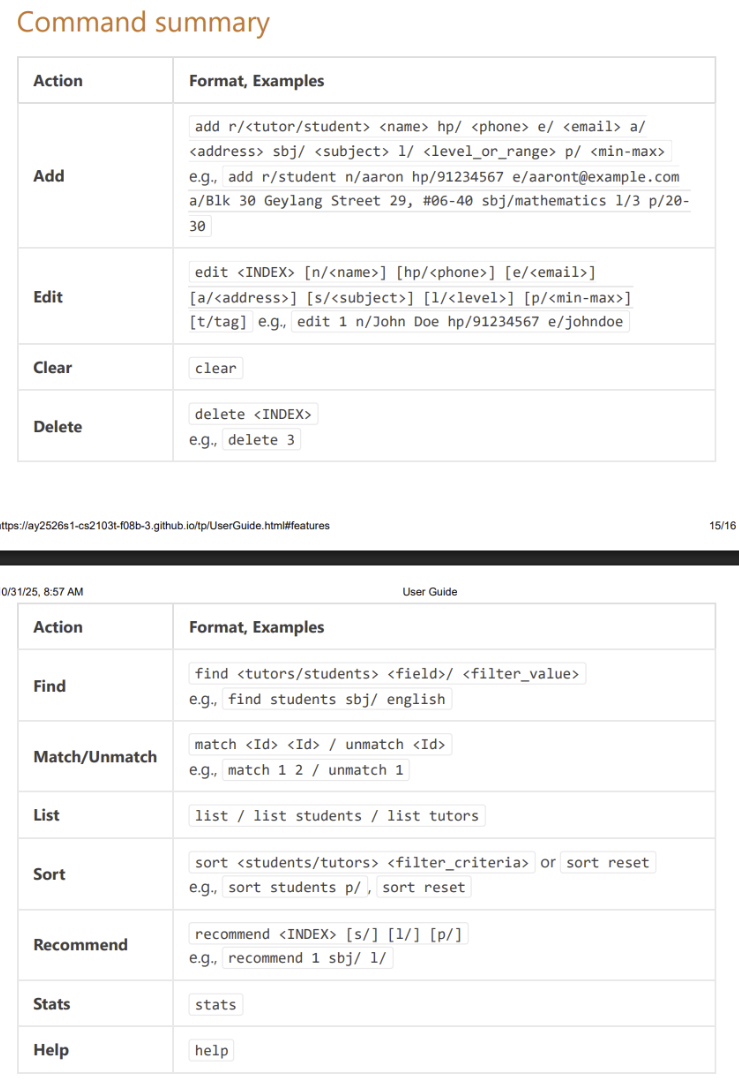 Command summary
Action Format, Examples
add r/<tutor/student> <name> hp/ <phone> e/ <email> a/
<address> sbj/ <subject> l/ <level_or_range> p/ <min-max>
Add
e.g., add r/student n/aaron hp/91234567 e/aaront@example.com
a/Blk 30 Geylang Street 29, #06-40 sbj/mathematics l/3 p/20-
30
edit <INDEX> [n/<name>] [hp/<phone>] [e/<email>]
Edit [a/<address>] [s/<subject>] [l/<level>] [p/<min-max>]
[t/tag] e.g., edit 1 n/John Doe hp/91234567 e/johndoe
Clear clear
delete <INDEX>
Delete
e.g., delete 3
ttps://ay2526s1-cs2103t-f08b-3.github.io/tp/UserGuide.html#features 15/16
0/31/25, 8:57 AM User Guide
Action Format, Examples
find <tutors/students> <field>/ <filter_value>
Find
e.g., find students sbj/ english
match <Id> <Id> / unmatch <Id>
Match/Unmatch
e.g., match 1 2 / unmatch 1
List list / list students / list tutors
sort <students/tutors> <filter_criteria> or sort reset
Sort
e.g., sort students p/ , sort reset
recommend <INDEX> [s/] [l/] [p/]
Recommend
e.g., recommend 1 sbj/ l/
Stats stats
Help help